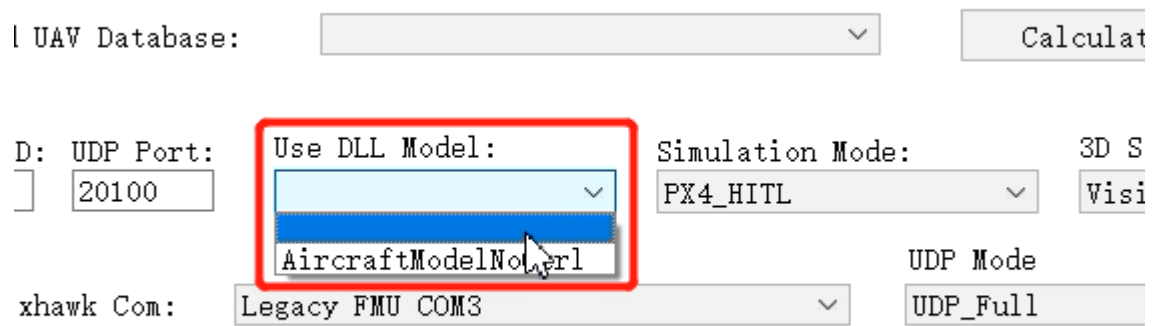 UAV Database:
Calculat
D: UDP Port: Use DLL Model: Simulation Mode: 3D S
20100 PX4_HITL Visi
UDP Mode
xhawk Com: Legacy FMU COM3 UDP_Full